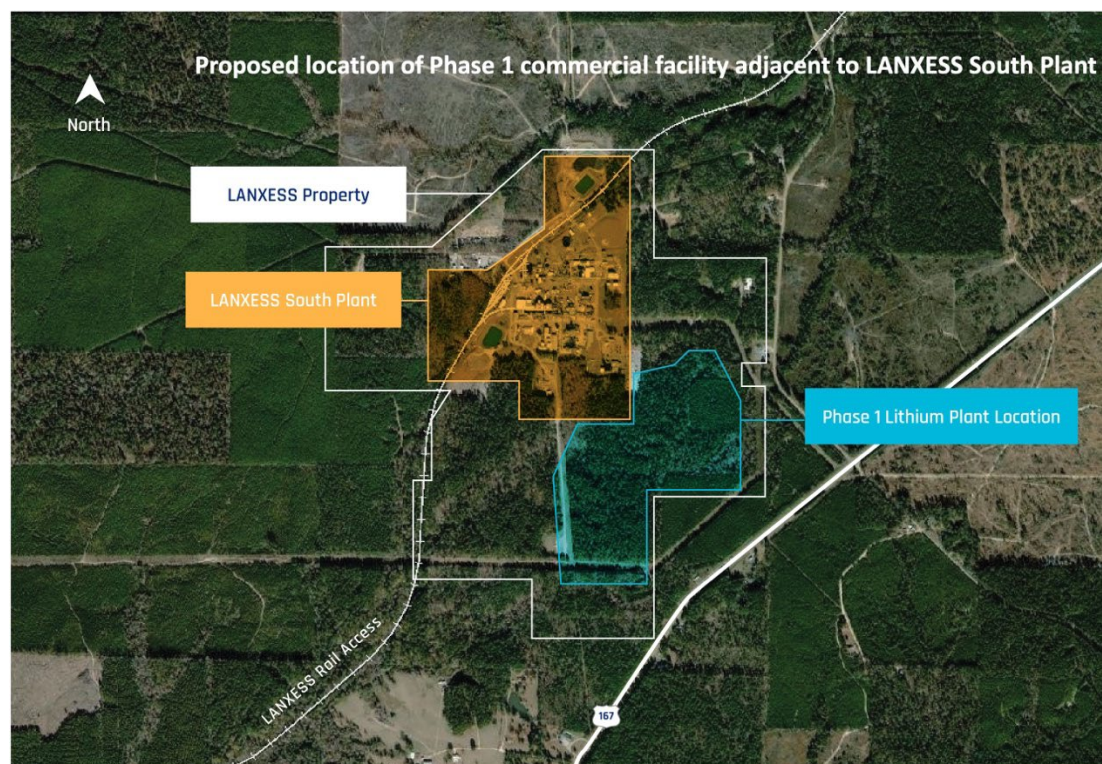 Proposed location of Phase 1 commercial facility adjacent to LANXESS South Plant
North
LANXESS Property
LANXESS South Plant
Phase 1 Lithium Plant Location
LANXESS Rail Access
167